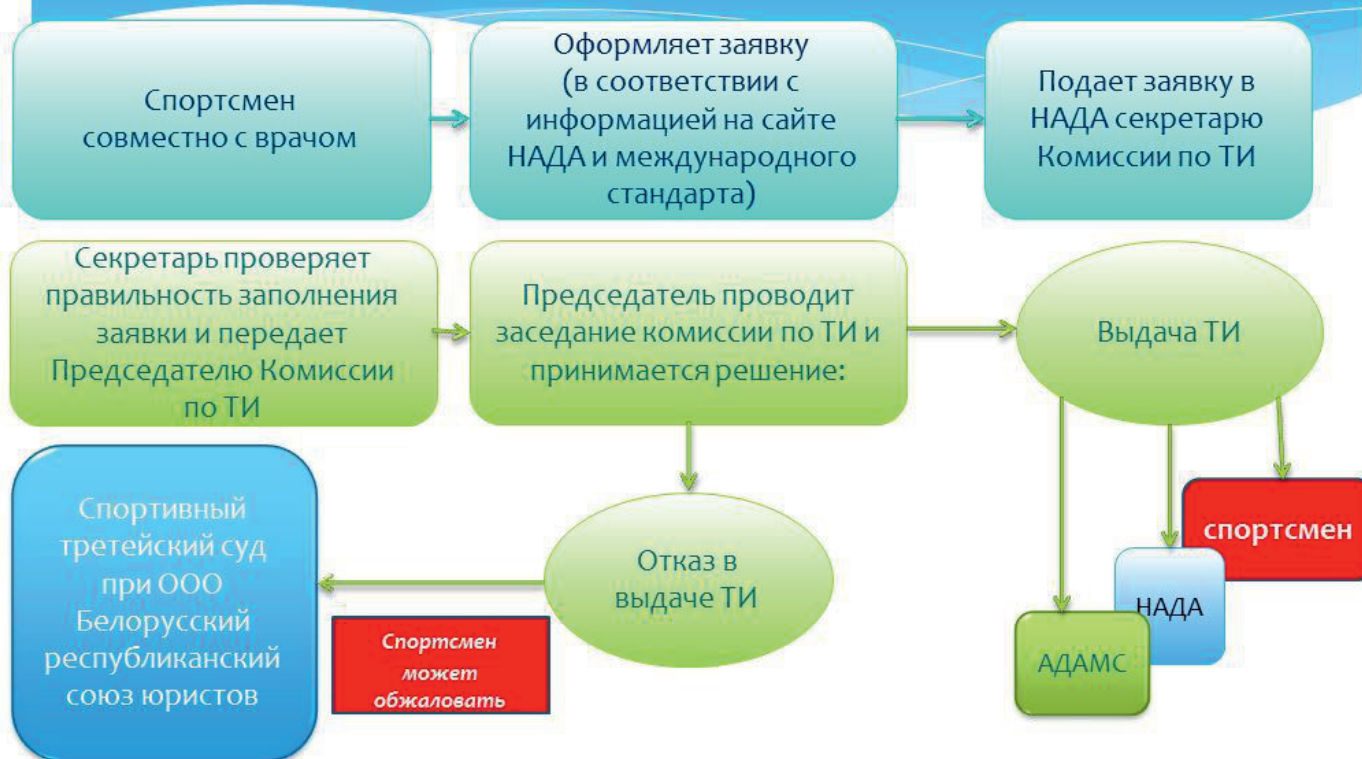 Спортсмен
совместно с врачом
Оформляет заявку
(в соответствии с
информацией на сайте
НАДА и международного
стандарта)
Подает заявку в
НАДА секретарю
Комиссии по ТИ
Секретарь проверяет
правильность заполнения
заявки и передает
Председателю Комиссии
по ТИ
Председатель проводит
заседание комиссии по ТИ и
принимается решение:
Выдача ТИ
Спортивный
третейский суд
при ООО
Белорусский
республиканский
союз юристов
Спортсмен
может
обжаловать
Отказ в
выдаче ТИ
спортсмен
НАДА
АДАМС